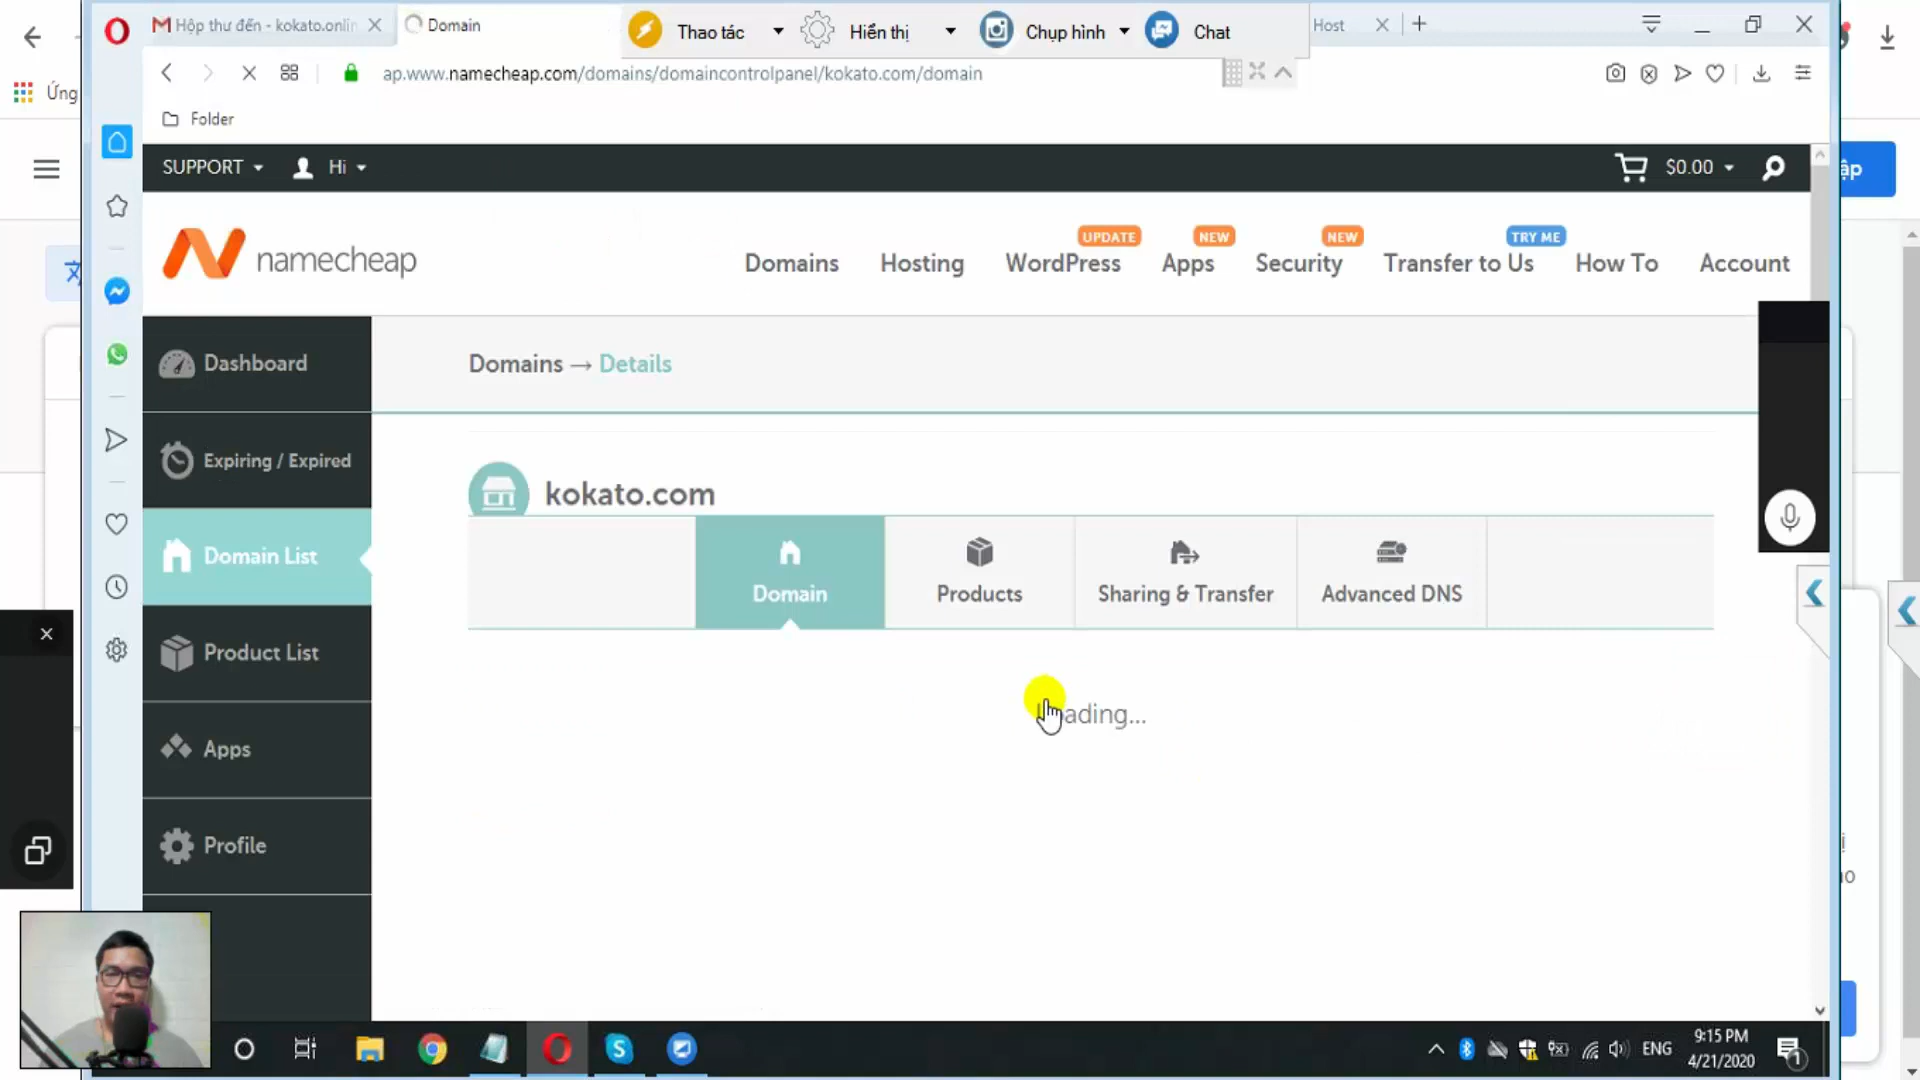 Hộp thư đến - kokato.onlin
Domain
Thao tác
Hiển thị
Chụp hình
Chat
Host
ap.www.namecheap.com/domains/domaincontrolpanel/kokato.com/domain
Ứng
Folder
SUPPORT
Hi
$0.00
ập
namecheap
UPDATE
NEW
NEW
TRY ME
Domains
Hosting
WordPress
Apps
Security
Transfer to Us
How To
Account
Dashboard
Domains → Details
Expiring / Expired
kokato.com
Domain List
Domain
Products
Sharing & Transfer
Advanced DNS
Product List
ading...
Apps
Profile
ENG
9:15 PM
4/21/2020
1